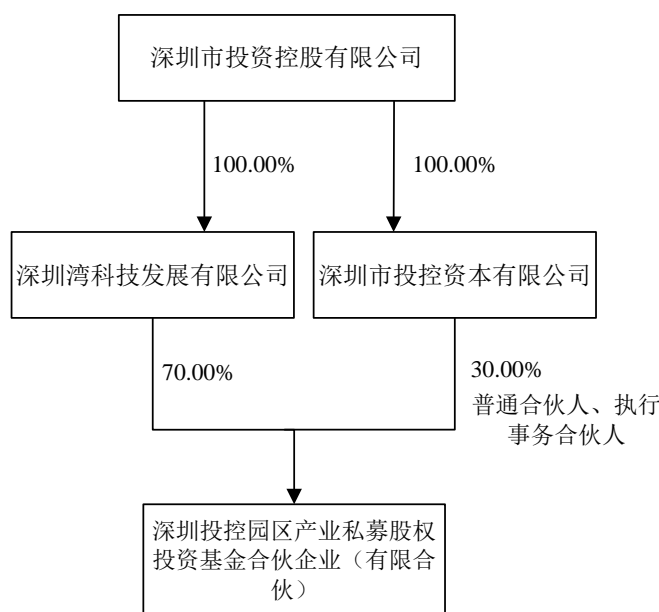 深圳市投资控股有限公司
100.00%
100.00%
深圳湾科技发展有限公司
深圳市投控资本有限公司
70.00%
30.00%
普通合伙人、执行
事务合伙人
深圳投控园区产业私募股权
投资基金合伙企业（有限合
伙）